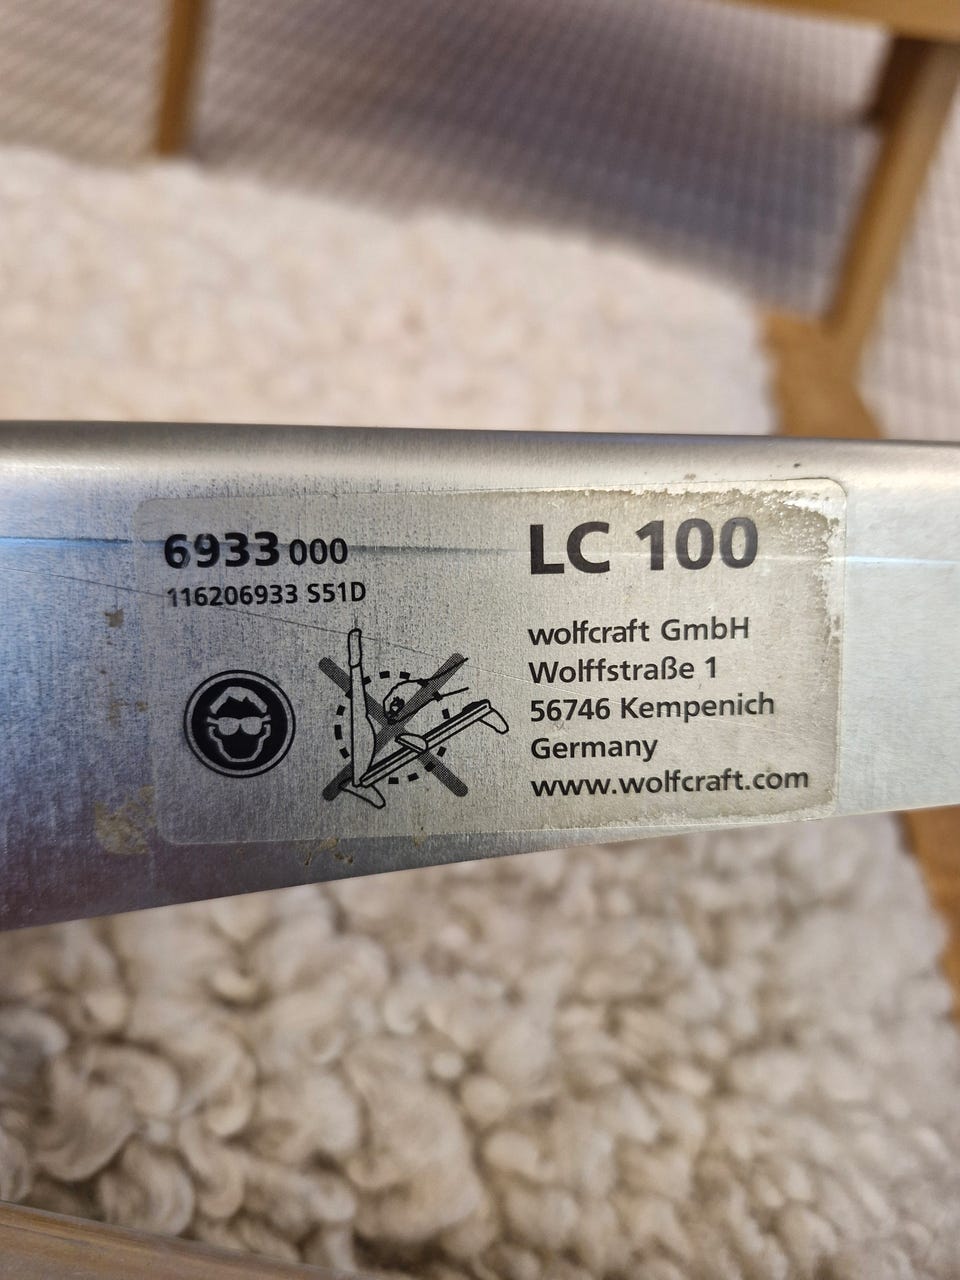 6933 000
116206933 S51D
LC 100
wolfcraft GmbH
Wolffstraße 1
56746 Kempenich
Germany
www.wolfcraft.com